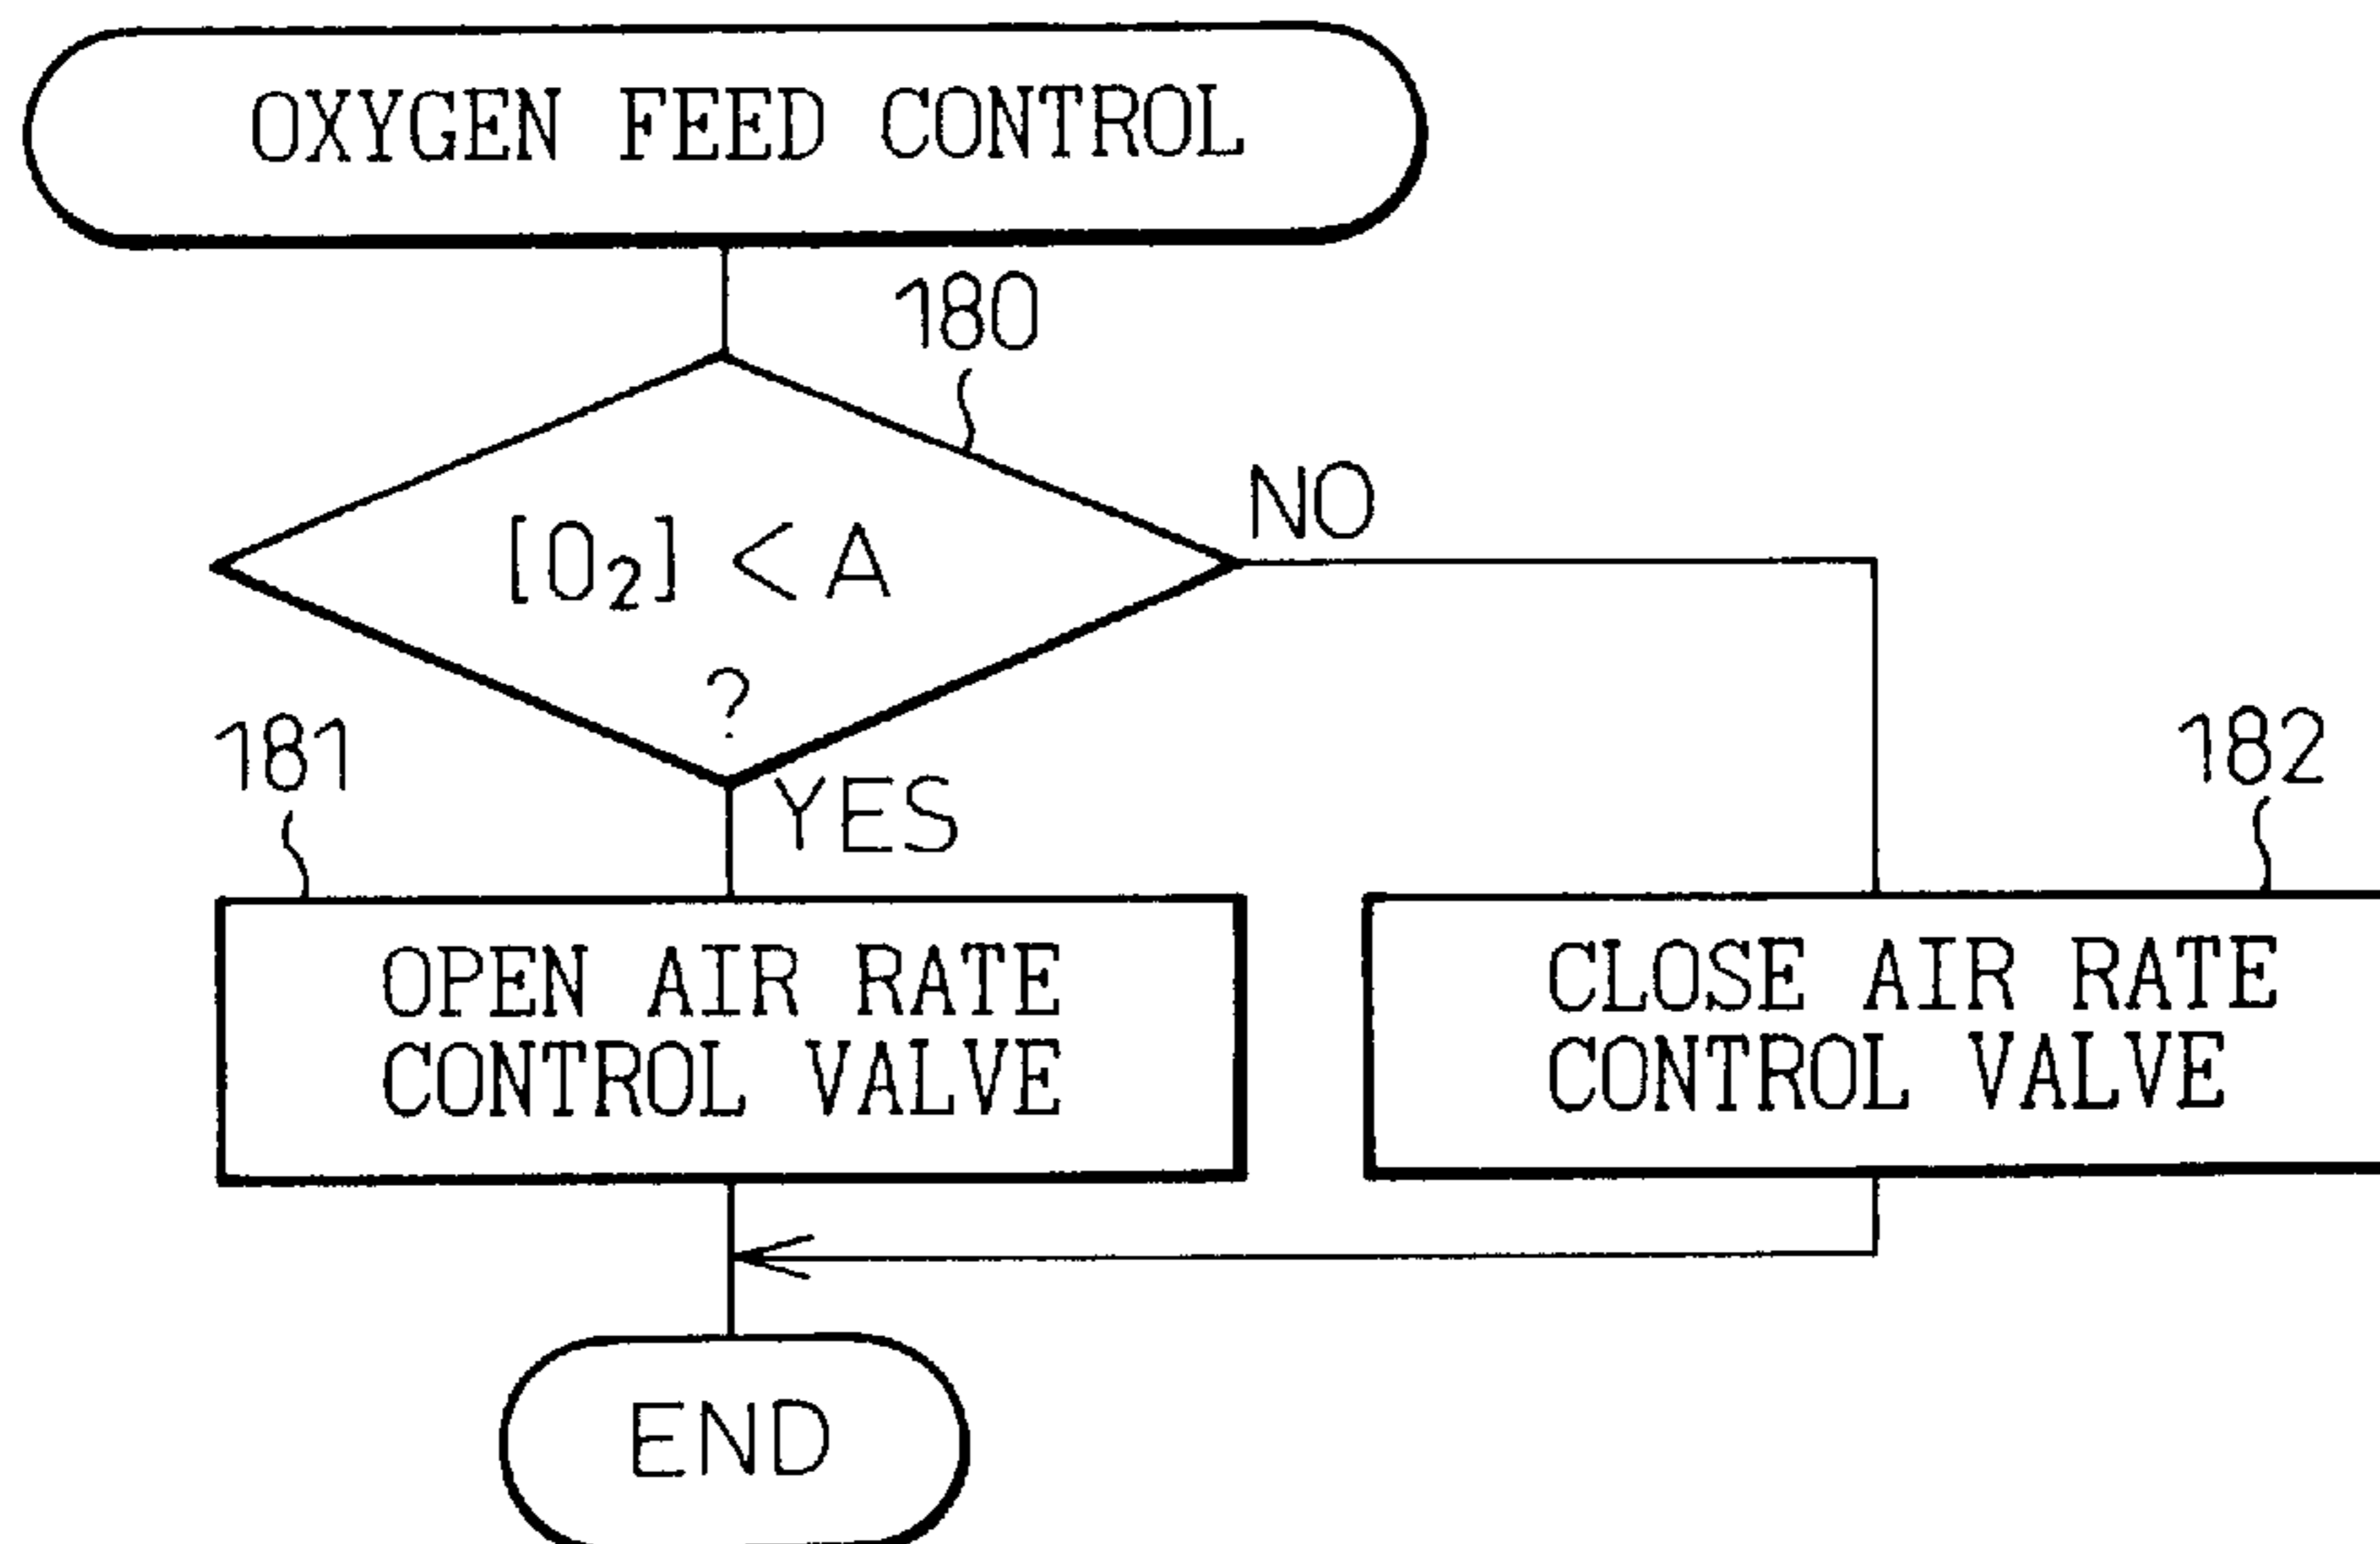 OXYGEN FEED CONTROL
180
[O₂] < A
?
NO
YES
181
OPEN AIR RATE
CONTROL VALVE
182
CLOSE AIR RATE
CONTROL VALVE
END